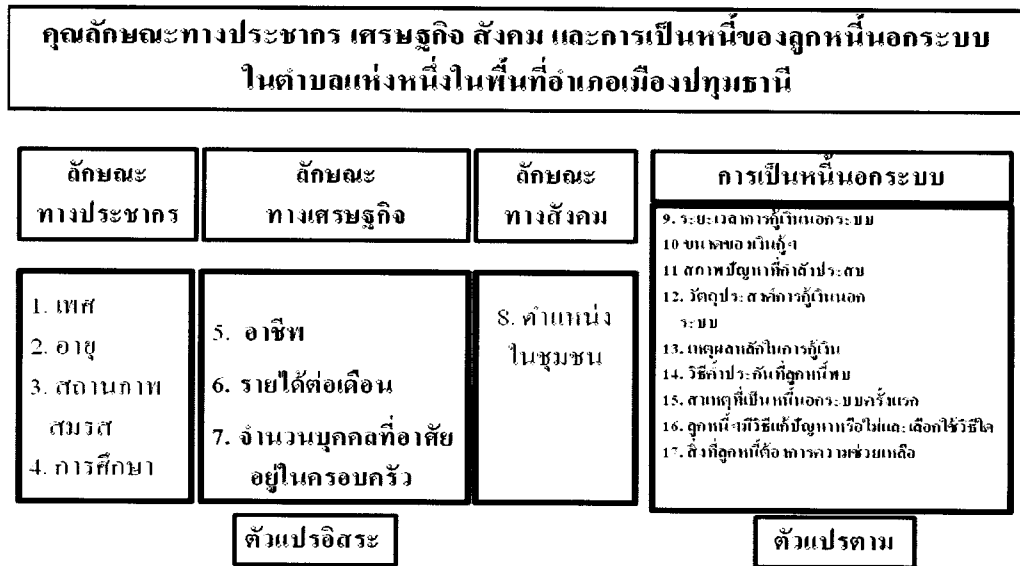 คุณลักษณะทางประชากร เศรษฐกิจ สังคม และการเป็นหนี้ของลูกหนี้นอกระบบ
ในตำบลแห่งหนึ่งในพื้นที่อำเภอเมืองปทุมธานี
ลักษณะ
ทางประชากร
1. เพศ
2. อายุ
3. สถานภาพ
สมรส
4. การศึกษา
ลักษณะ
ทางเศรษฐกิจ
5. อาชีพ
6. รายได้ต่อเดือน
7. จำนวนบุคคลที่อาศัย
อยู่ในครอบครัว
ลักษณะ
ทางสังคม
8. ตำแหน่ง
ในชุมชน
ตัวแปรอิสระ
การเป็นหนี้นอกระบบ
9. ระยะเวลาการกู้เงินนอกระบบ
10 ขนาดของเงินกู้ฯ
11 สภาพปัญหาที่กำลังประสบ
12. วัตถุประสงค์การกู้เงินนอก
ระบบ
13. เหตุผลหลักในการกู้เงิน
14. วิธีค้ำประกันที่ลูกหนี้พบ
15. สาเหตุที่เป็นหนี้นอกระบบครั้งแรก
16. ลูกหนี้ฯมีวิธีแก้ปัญหาหรือไม่และเลือกใช้วิธีใด
17. สิ่งที่ลูกหนี้ต้องการความช่วยเหลือ
ตัวแปรตาม